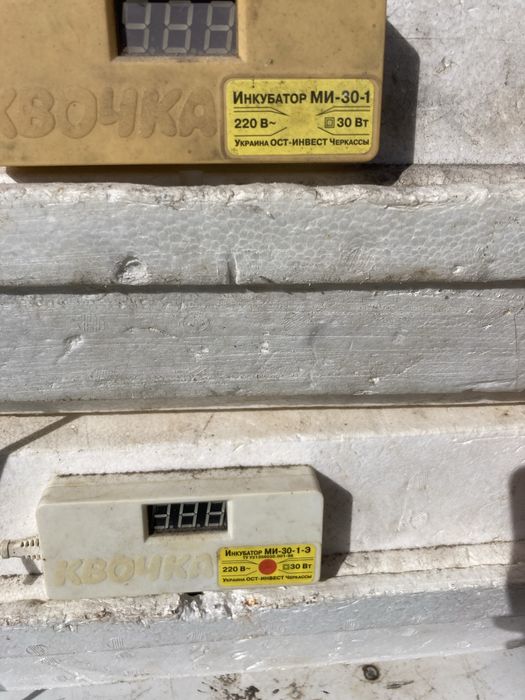 КВОЧКА
ИНКУБАТОР МИ-30-1
220 В~ 30 Вт
УКРАИНА ОСТ-ИНВЕСТ ЧЕРКАССЫ
КВОЧКА
ИНКУБАТОР МИ-30-1-Э
220 В~ 30 Вт
УКРАИНА ОСТ-ИНВЕСТ ЧЕРКАССЫ